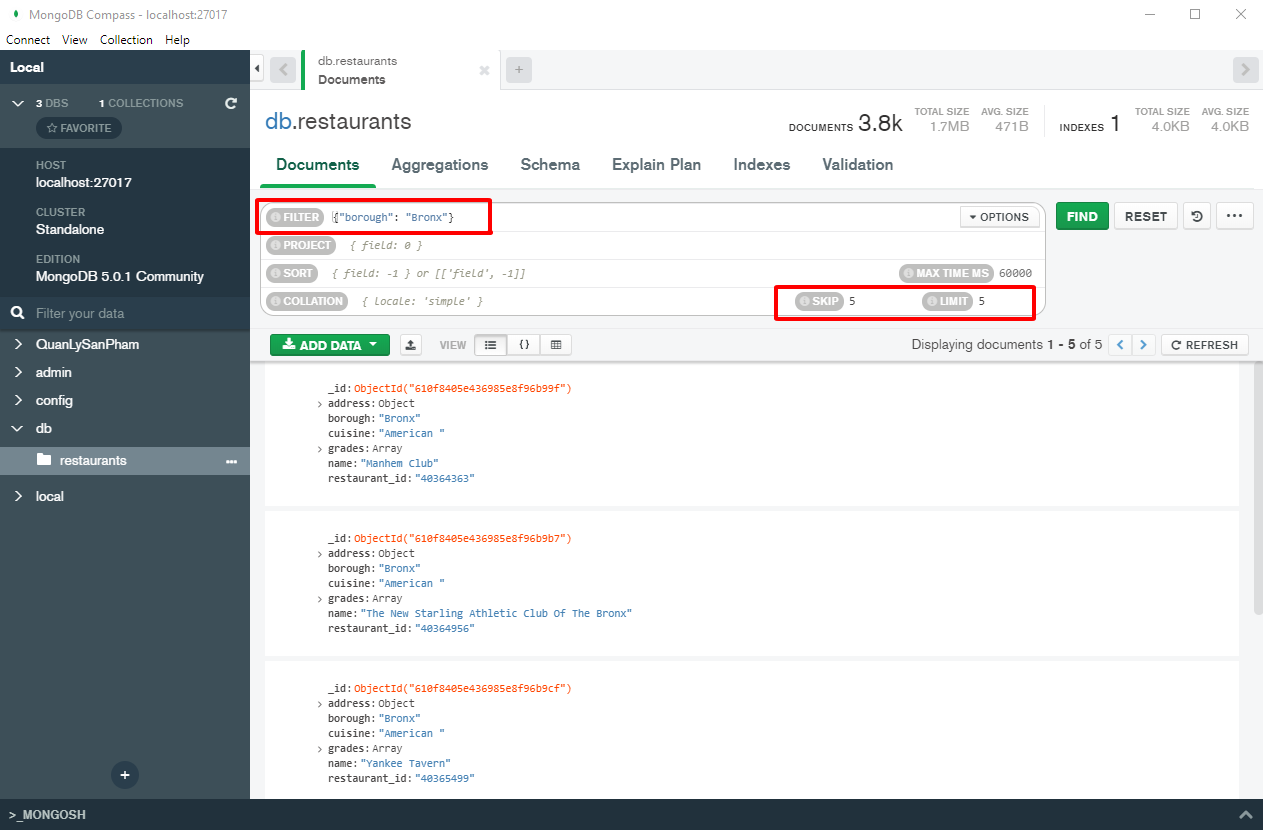 MongoDB Compass - localhost:27017
Connect View Collection Help
Local
3 DBS 1 COLLECTIONS
FAVORITE
HOST
localhost:27017
CLUSTER
Standalone
EDITION
MongoDB 5.0.1 Community
Filter your data
QuanLySanPham
admin
config
db
restaurants
local
>_MONGOSH
db.restaurants
Documents
db.restaurants
DOCUMENTS 3.8k
TOTAL SIZE
1.7MB
AVG. SIZE
471B
INDEXES 1
TOTAL SIZE
4.0KB
AVG. SIZE
4.0KB
Documents Aggregations Schema Explain Plan Indexes Validation
FILTER {"borough": "Bronx"} OPTIONS FIND RESET
PROJECT { field: 0 }
SORT { field: -1 } or [['field', -1]] MAX TIME MS 60000
COLLATION { locale: 'simple' } SKIP 5 LIMIT 5
ADD DATA VIEW {} Displaying documents 1 - 5 of 5 REFRESH
_id: ObjectId("610f8405e436985e8f96b99f")
address: Object
borough: "Bronx"
cuisine: "American "
grades: Array
name: "Manhem Club"
restaurant_id: "40364363"
_id: ObjectId("610f8405e436985e8f96b9b7")
address: Object
borough: "Bronx"
cuisine: "American "
grades: Array
name: "The New Starling Athletic Club Of The Bronx"
restaurant_id: "40364956"
_id: ObjectId("610f8405e436985e8f96b9cf")
address: Object
borough: "Bronx"
cuisine: "American "
grades: Array
name: "Yankee Tavern"
restaurant_id: "40365499"